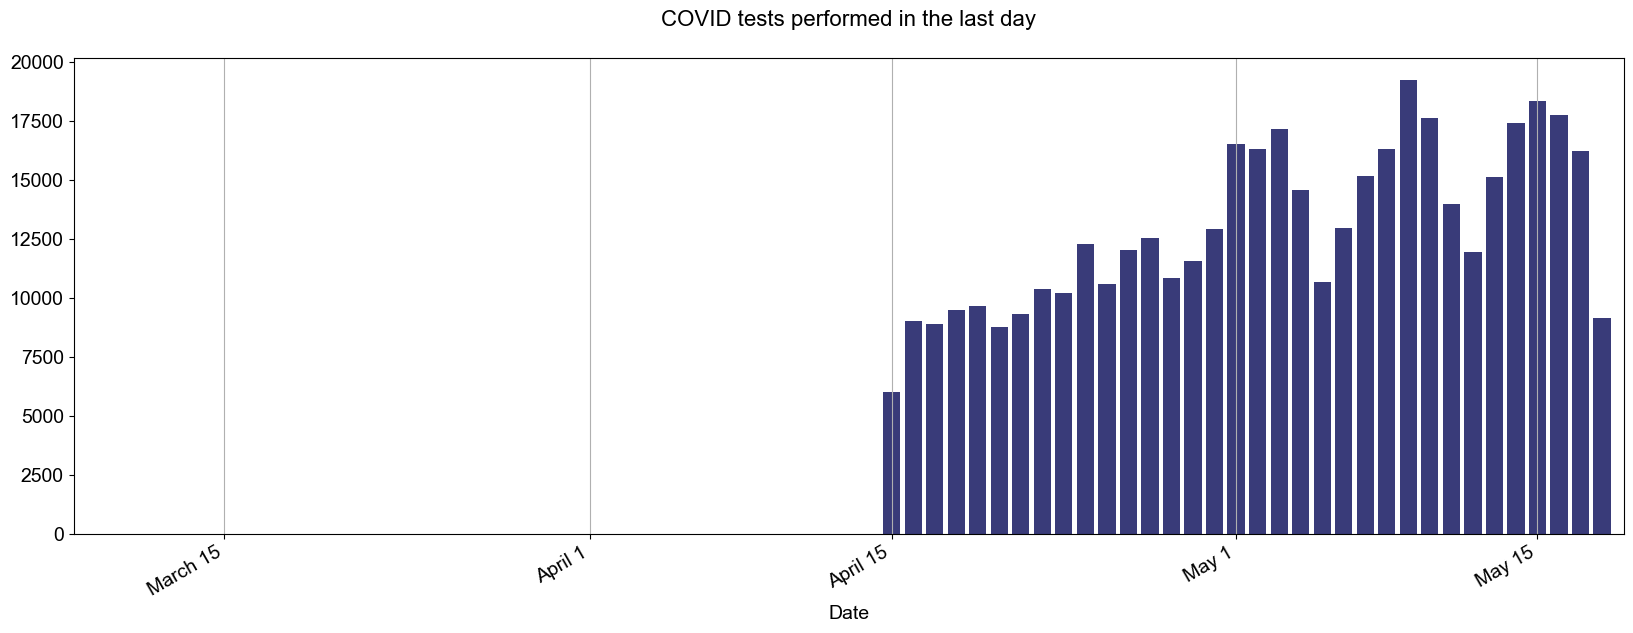 COVID tests performed in the last day
20000
17500
15000
12500
10000
7500
5000
2500
0
March 15
April 1
April 15
May 1
May 15
Date